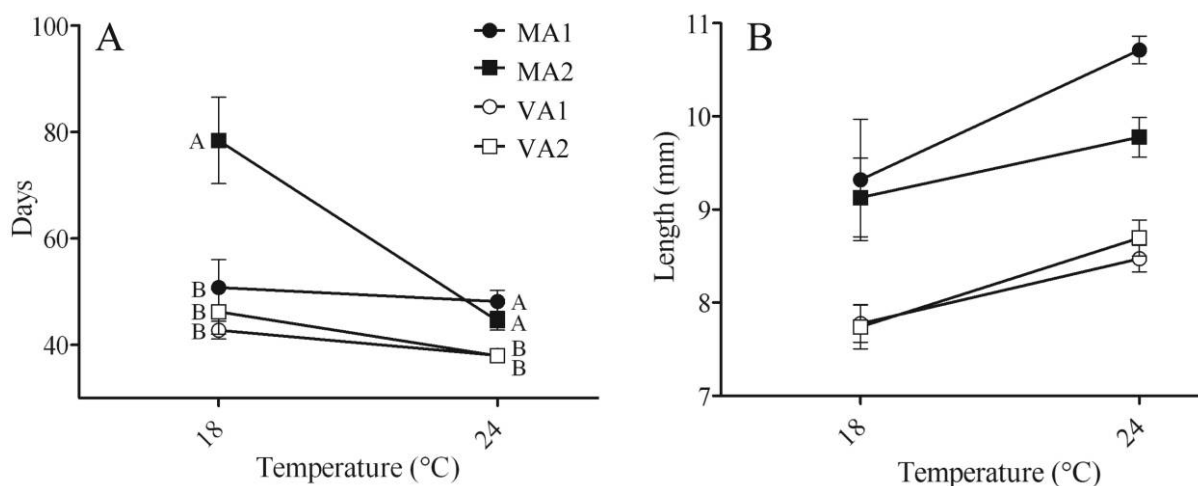 A
100
80
60
40
Days
18
24
Temperature (°C)
MA1
MA2
VA1
VA2
A
B
B
B
A
A
B
B
B
11
10
9
8
7
Length (mm)
18
24
Temperature (°C)